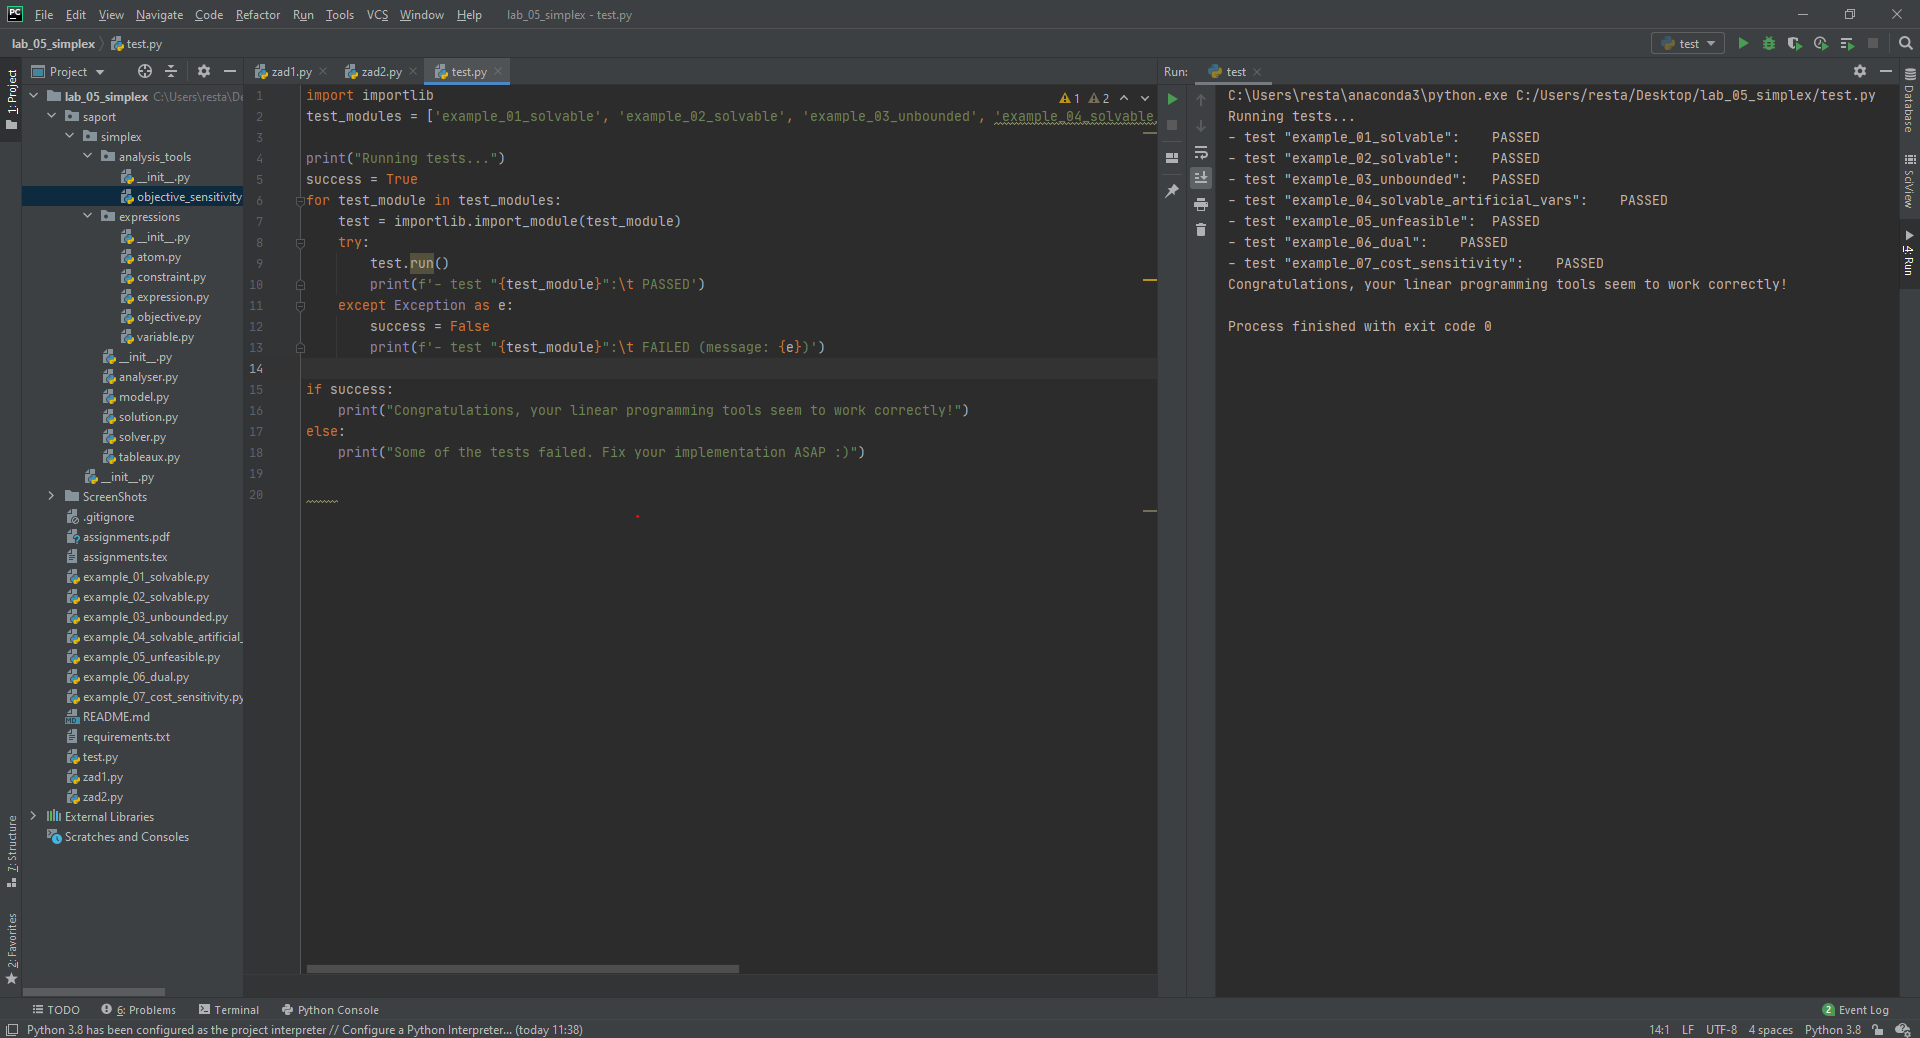 PC File Edit View Navigate Code Refactor Run Tools VCS Window Help lab_05_simplex - test.py
lab_05_simplex test.py test
Project zad1.py zad2.py test.py Run: test
1: Project
lab_05_simplex C:\Users\resta\De
saport
simplex
analysis_tools
__init__.py
objective_sensitivity
expressions
__init__.py
atom.py
constraint.py
expression.py
objective.py
variable.py
__init__.py
analyser.py
model.py
solution.py
solver.py
tableaux.py
__init__.py
ScreenShots
.gitignore
assignments.pdf
assignments.tex
example_01_solvable.py
example_02_solvable.py
example_03_unbounded.py
example_04_solvable_artificial_
example_05_unfeasible.py
example_06_dual.py
example_07_cost_sensitivity.py
README.md
requirements.txt
test.py
zad1.py
zad2.py
External Libraries
Scratches and Consoles
7: Structure
2: Favorites
1 import importlib
2 test_modules = ['example_01_solvable', 'example_02_solvable', 'example_03_unbounded', 'example_04_solvable_
3
4 print("Running tests...")
5 success = True
6 for test_module in test_modules:
7 test = importlib.import_module(test_module)
8 try:
9 test.run()
10 print(f'- test "{test_module}":\t PASSED')
11 except Exception as e:
12 success = False
13 print(f'- test "{test_module}":\t FAILED (message: {e})')
14
15 if success:
16 print("Congratulations, your linear programming tools seem to work correctly!")
17 else:
18 print("Some of the tests failed. Fix your implementation ASAP :)")
19
20
1 2
C:\Users\resta\anaconda3\python.exe C:/Users/resta/Desktop/lab_05_simplex/test.py
Running tests...
- test "example_01_solvable": PASSED
- test "example_02_solvable": PASSED
- test "example_03_unbounded": PASSED
- test "example_04_solvable_artificial_vars": PASSED
- test "example_05_unfeasible": PASSED
- test "example_06_dual": PASSED
- test "example_07_cost_sensitivity": PASSED
Congratulations, your linear programming tools seem to work correctly!
Process finished with exit code 0
Database
SciView
4: Run
TODO 6: Problems Terminal Python Console 2 Event Log
Python 3.8 has been configured as the project interpreter // Configure a Python Interpreter... (today 11:38) 14:1 LF UTF-8 4 spaces Python 3.8